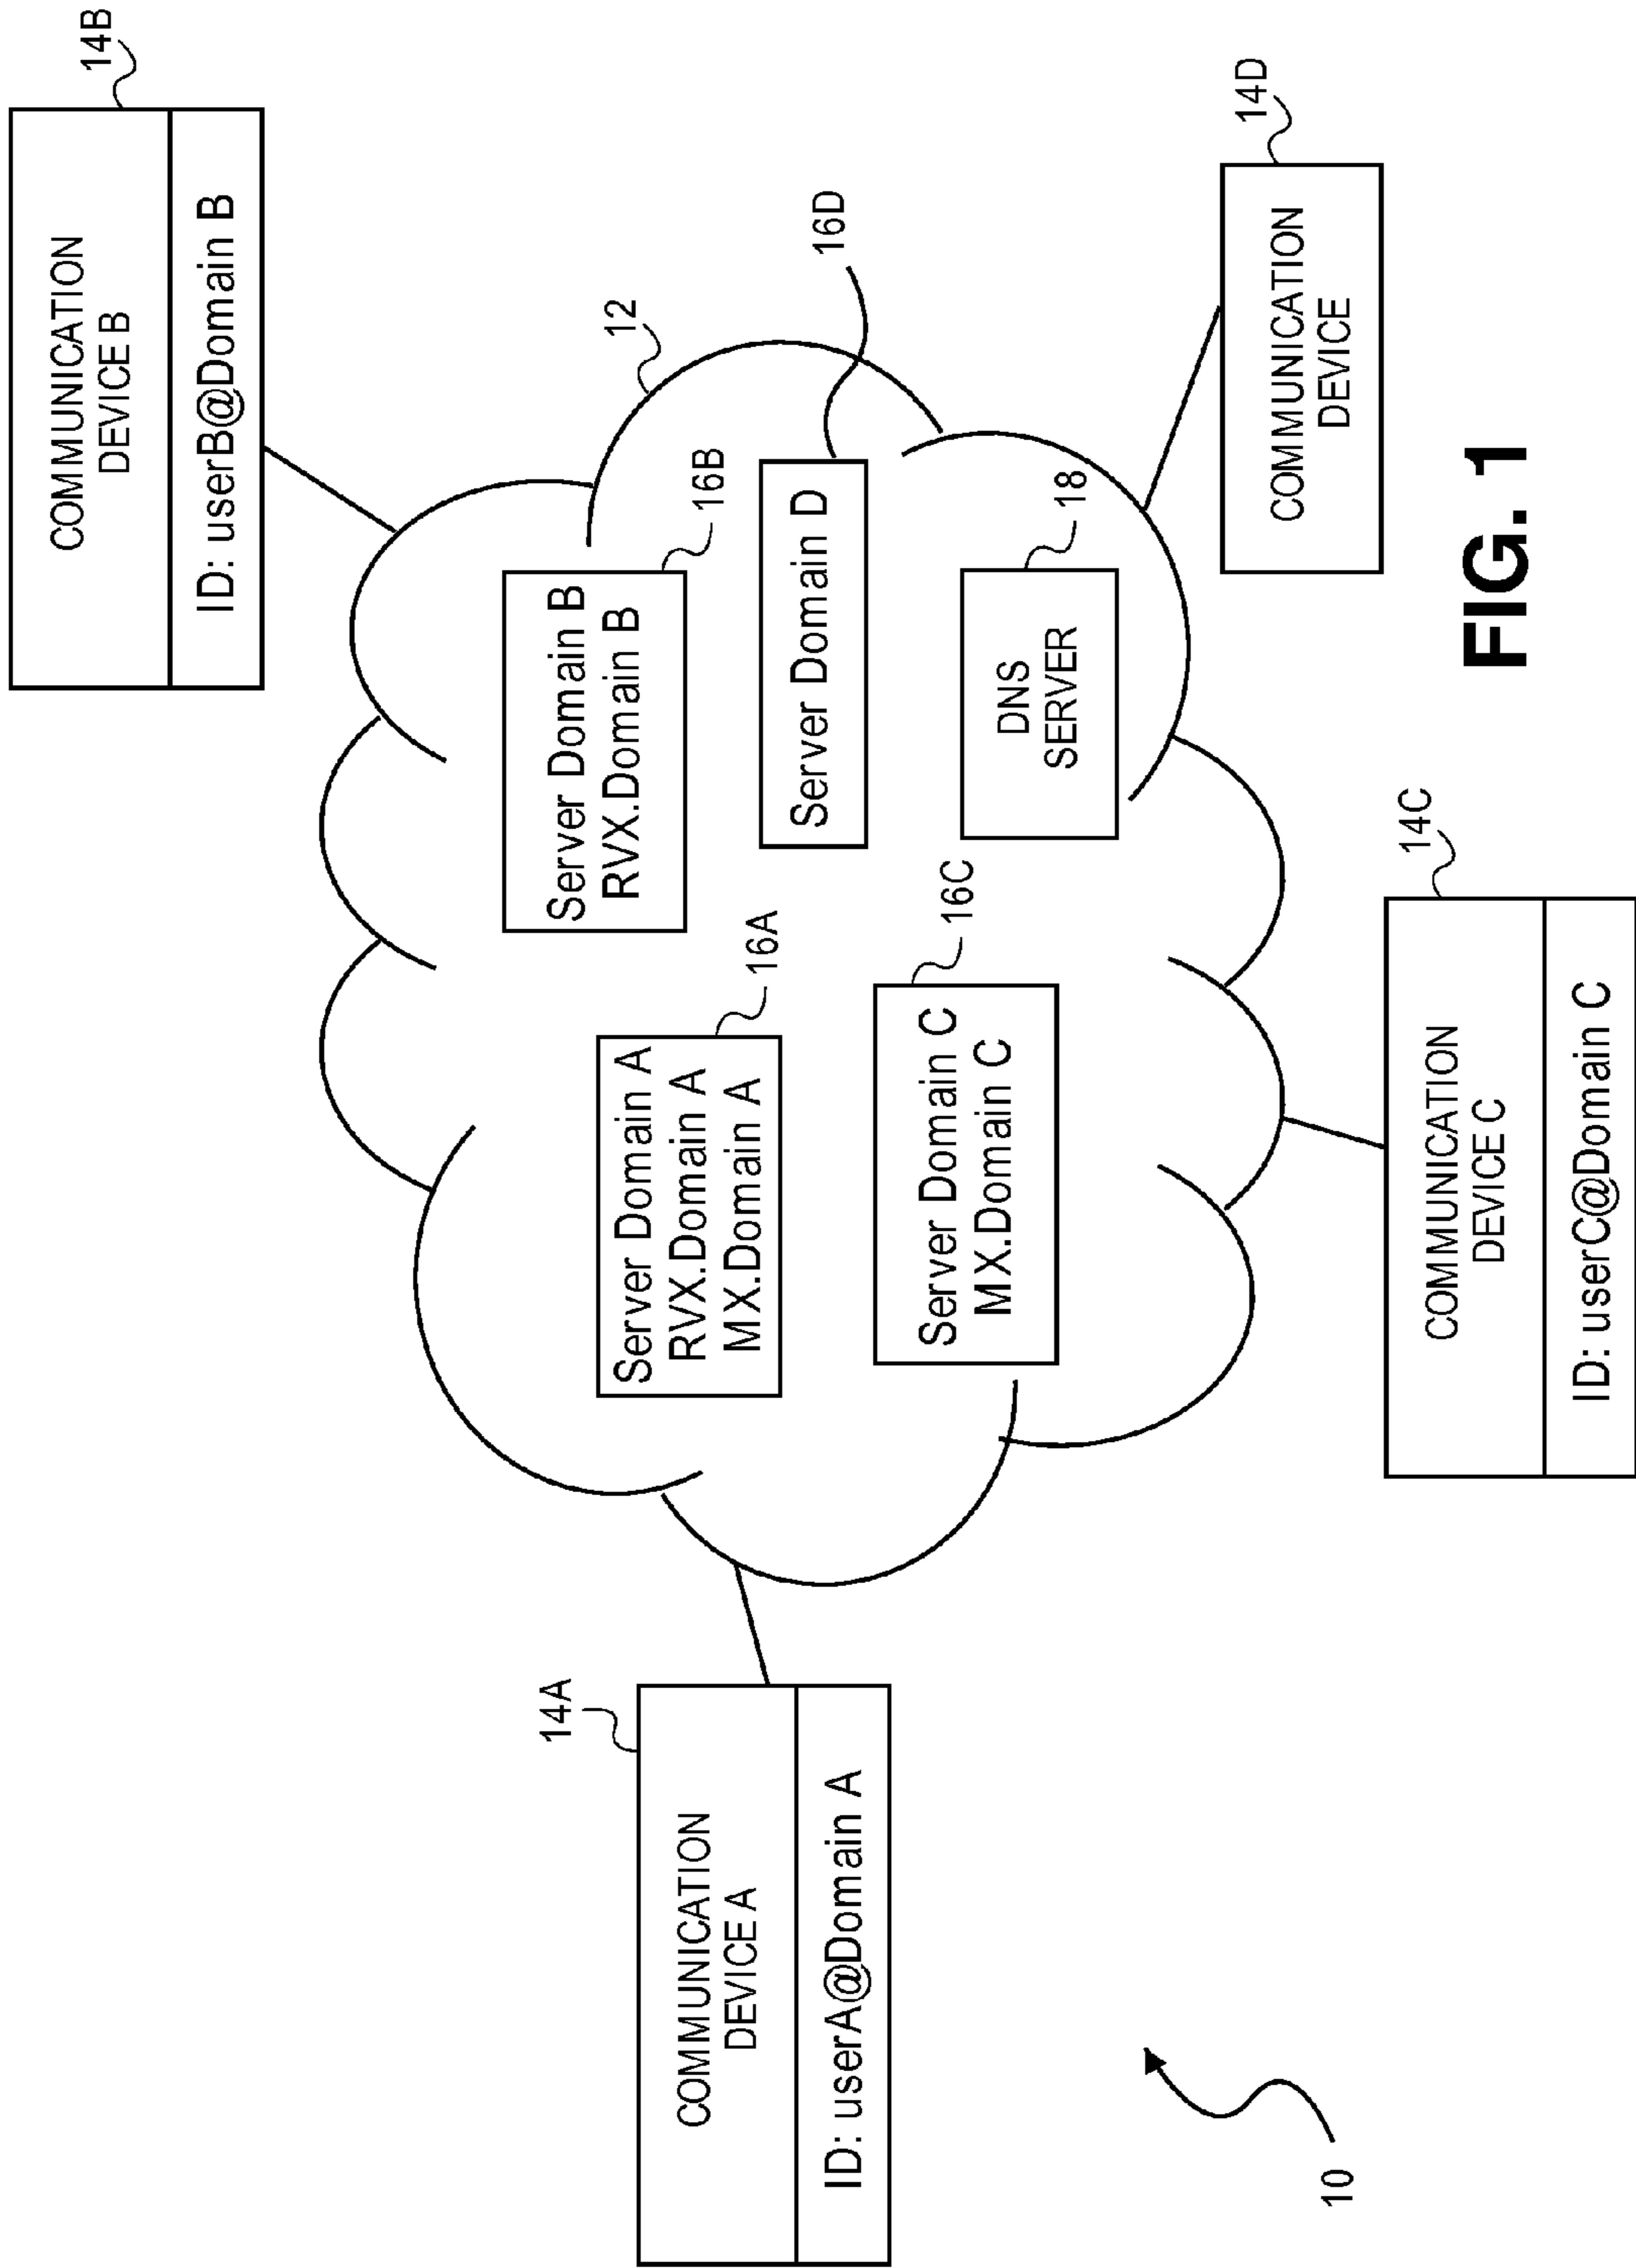 COMMUNICATION
DEVICE B
ID: userB@Domain B
14B
12
16D
Server Domain B
RVX.Domain B
16B
Server Domain A
RVX.Domain A
MX.Domain A
16A
Server Domain D
Server Domain C
MX.Domain C
16C
DNS
SERVER
18
COMMUNICATION
DEVICE A
ID: userA@Domain A
14A
COMMUNICATION
DEVICE C
ID: userC@Domain C
14C
COMMUNICATION
DEVICE
14D
10
FIG. 1